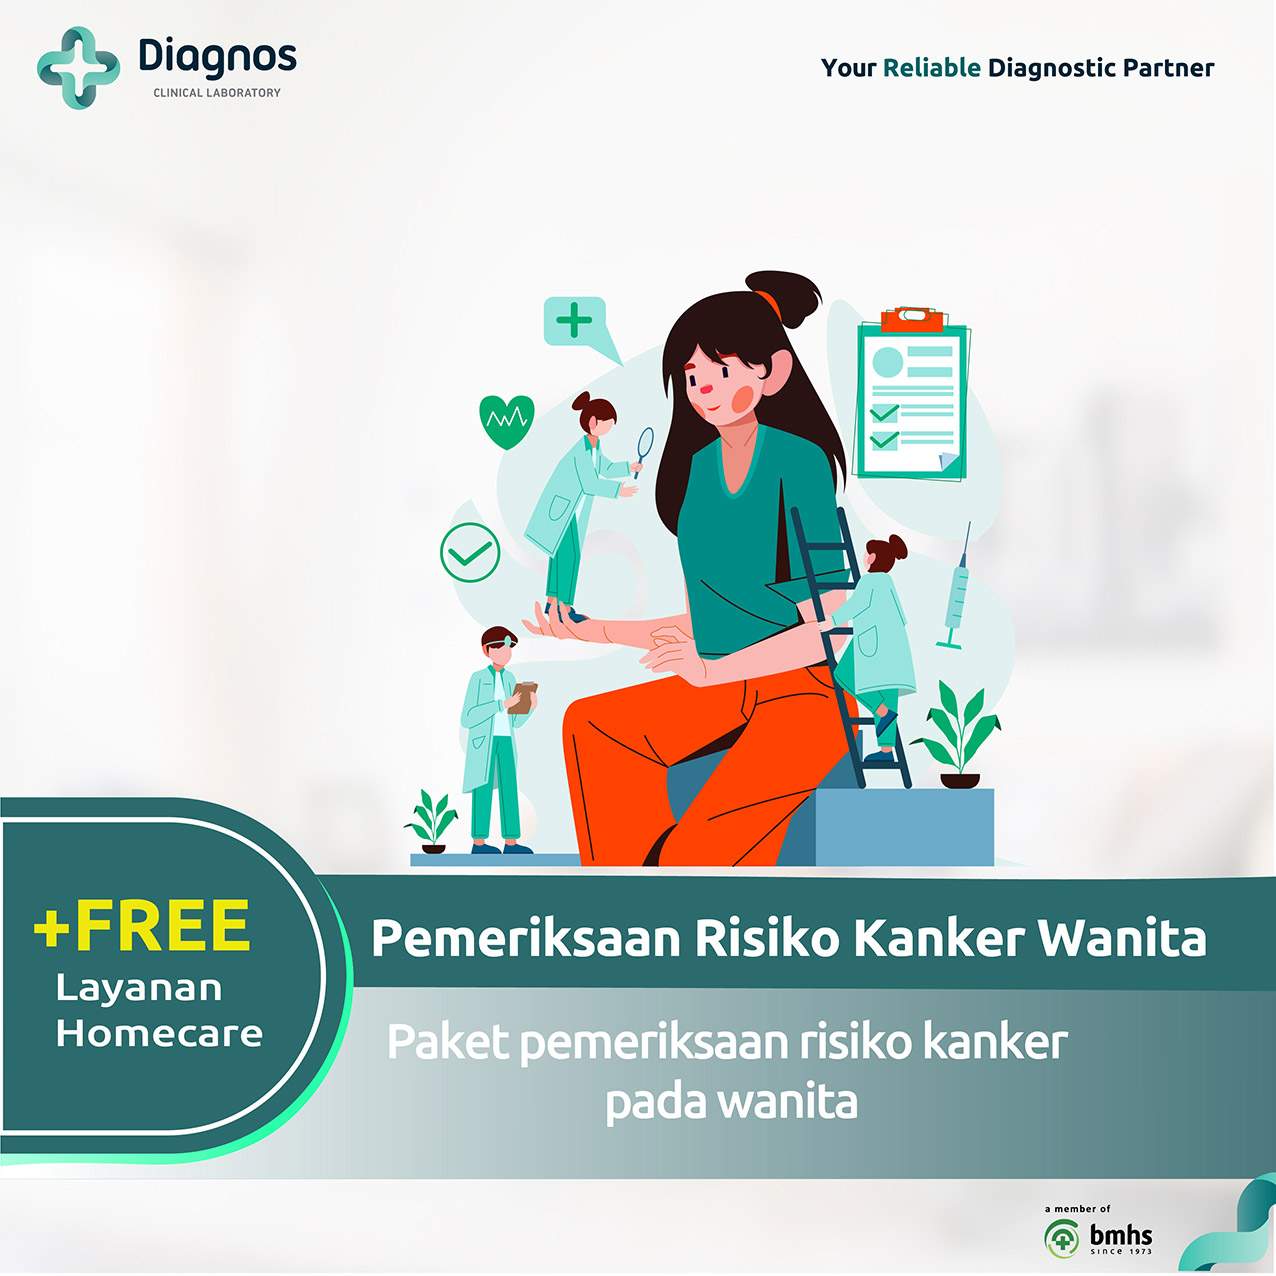 Diagnos
CLINICAL LABORATORY
Your Reliable Diagnostic Partner
+FREE
Layanan
Homecare
Pemeriksaan Risiko Kanker Wanita
Paket pemeriksaan risiko kanker
pada wanita
a member of
bmhs
since 1973